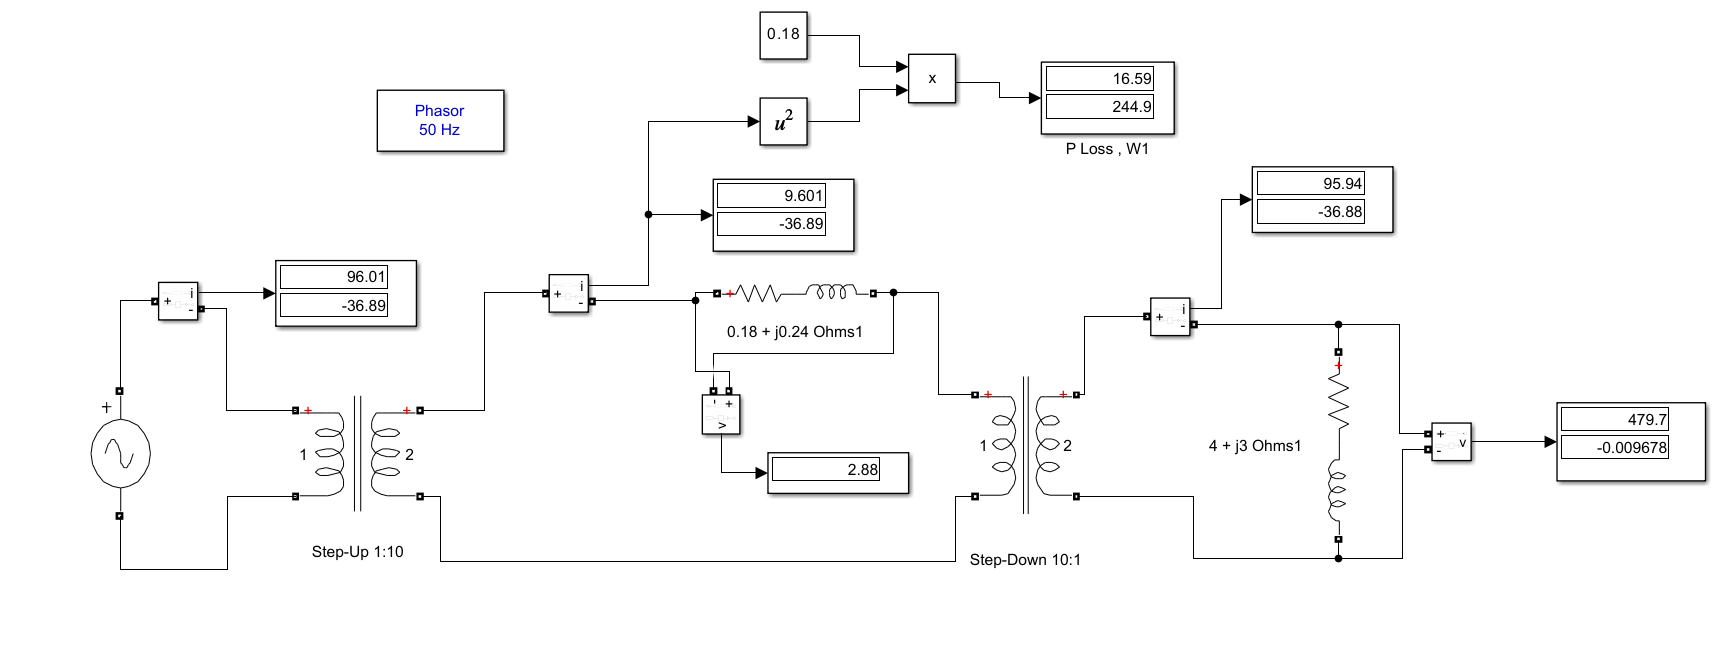 0.18
x
16.59
244.9
P Loss , W1
Phasor
50 Hz
u²
95.94
-36.88
9.601
-36.89
96.01
-36.89
+
i
-
+
i
-
+
0.18 + j0.24 Ohms1
+
i
-
+
+
+
+
+
+
- +
v
1
2
1
2
4 + j3 Ohms1
+
-
v
479.7
-0.009678
2.88
Step-Up 1:10
Step-Down 10:1